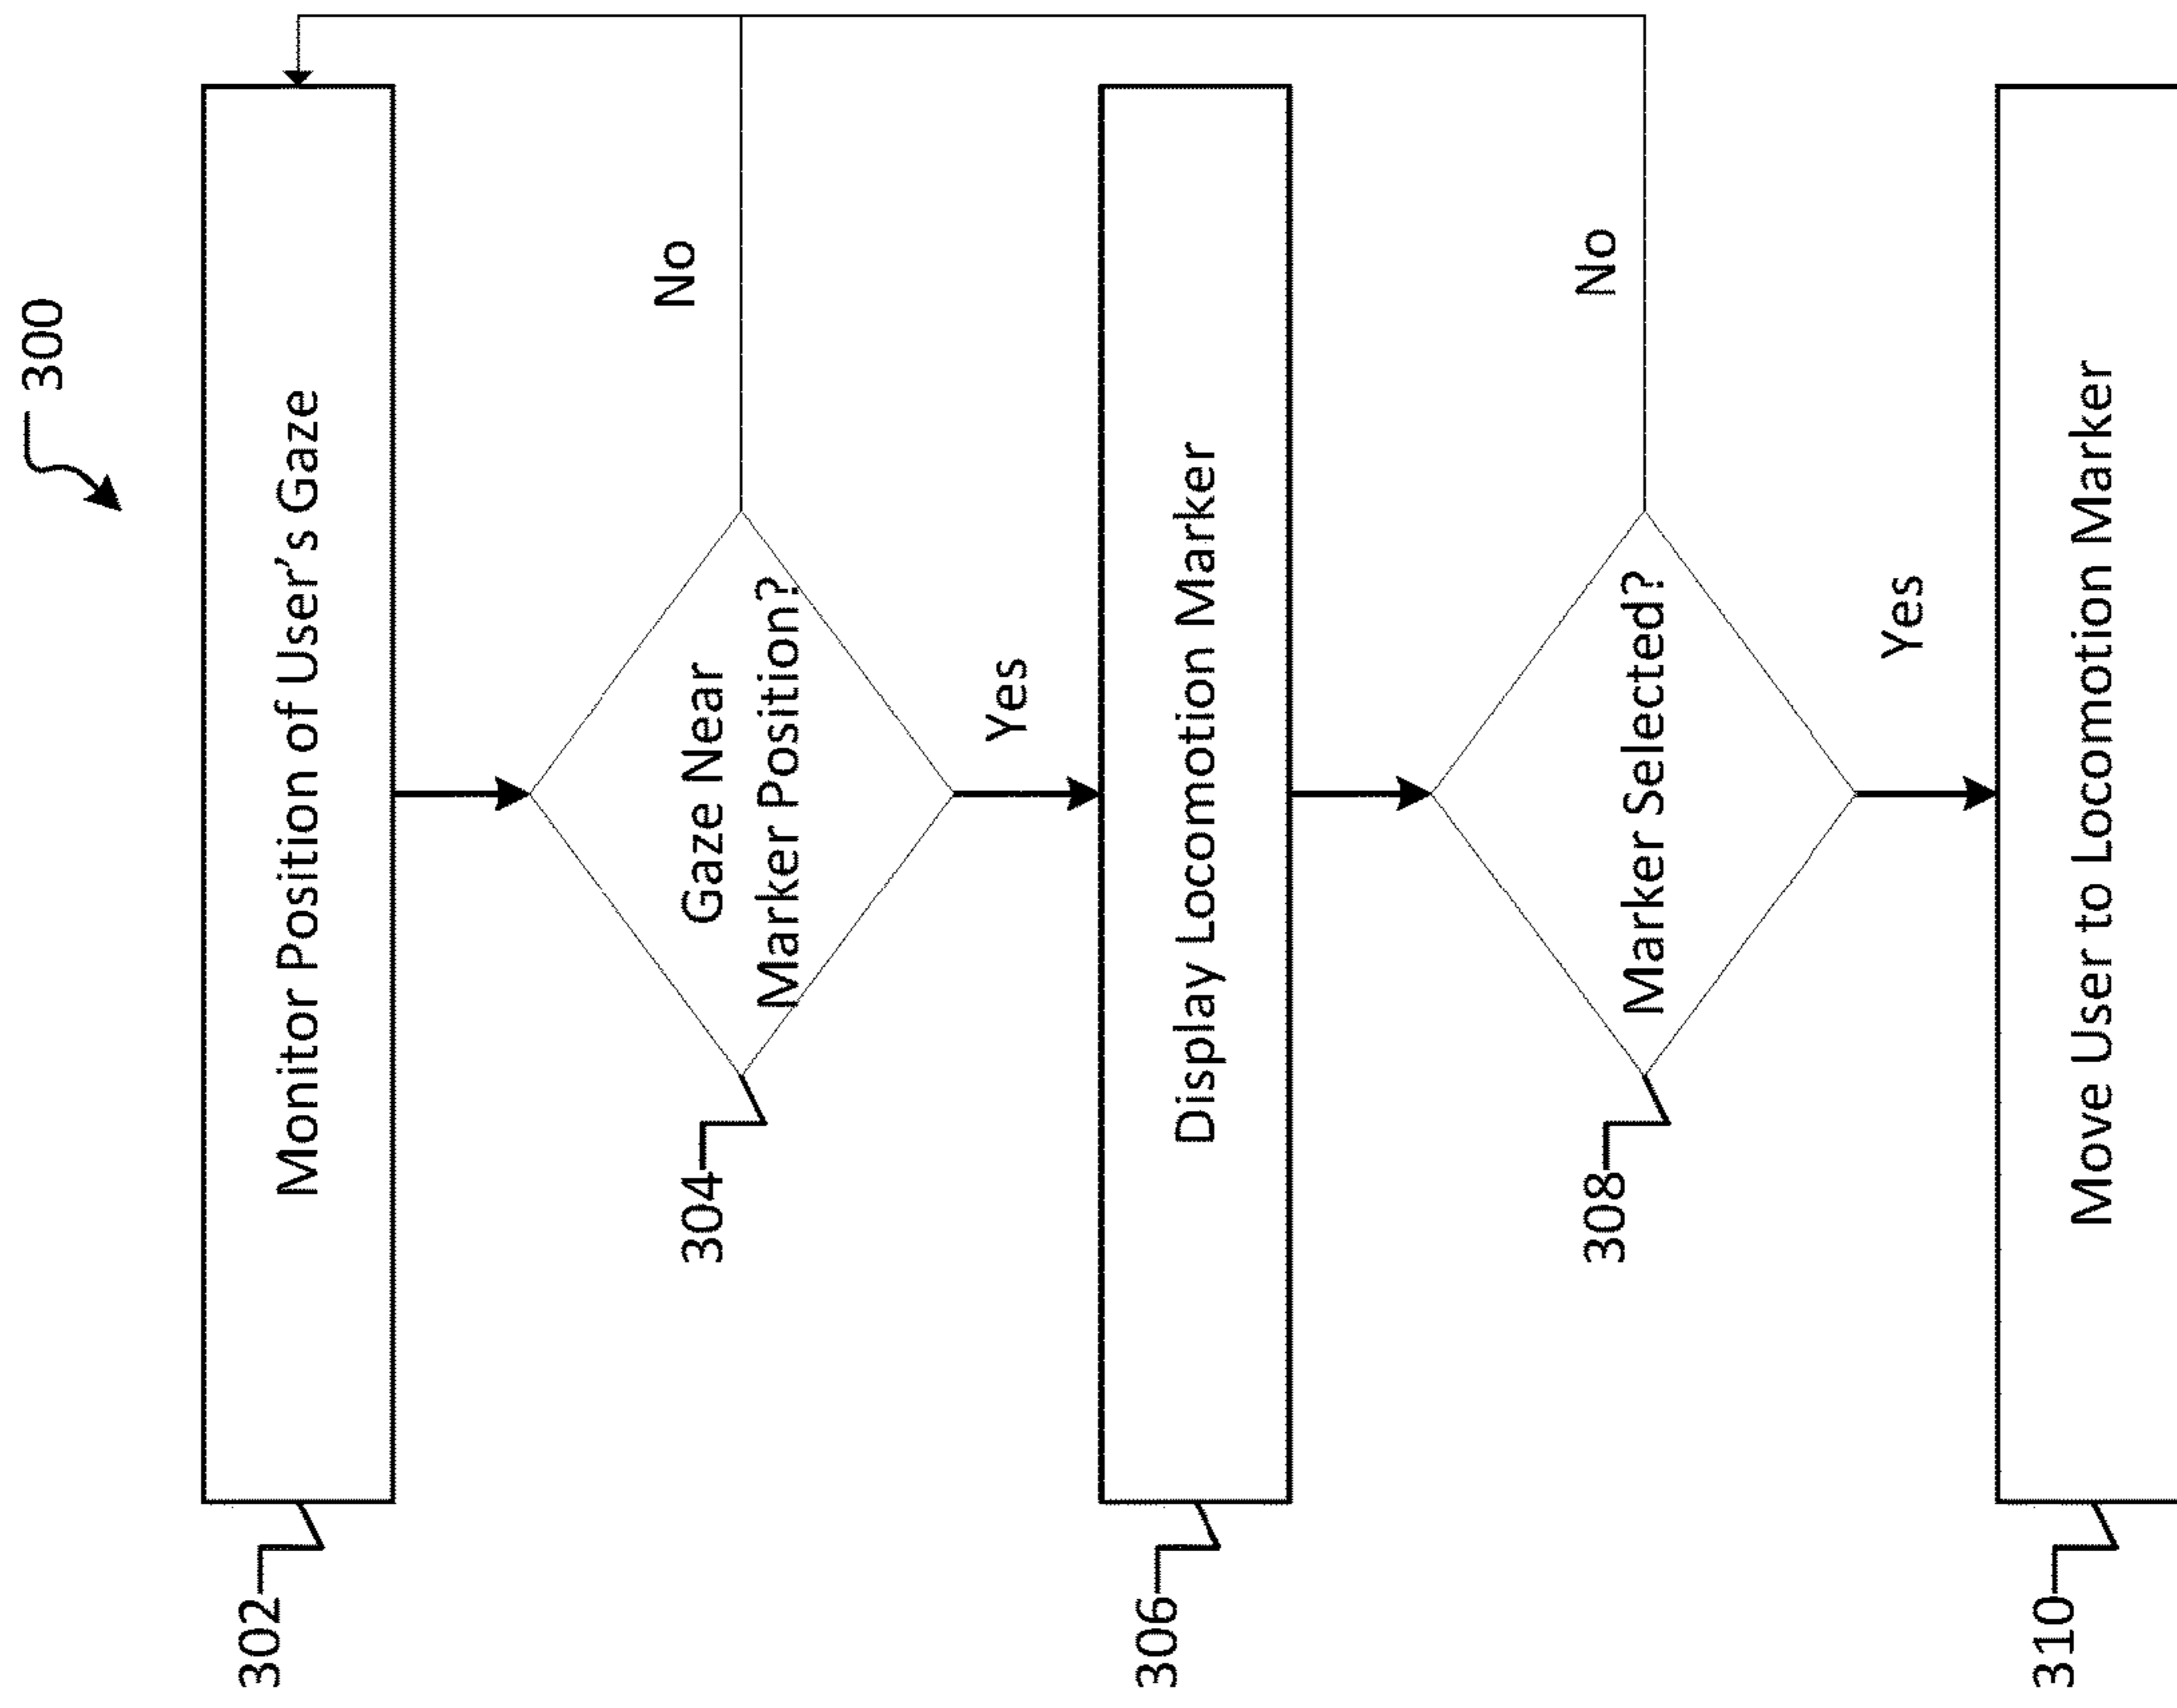 300
302
Monitor Position of User's Gaze
304
Gaze Near
Marker Position?
No
Yes
306
Display Locomotion Marker
308
Marker Selected?
No
Yes
310
Move User to Locomotion Marker